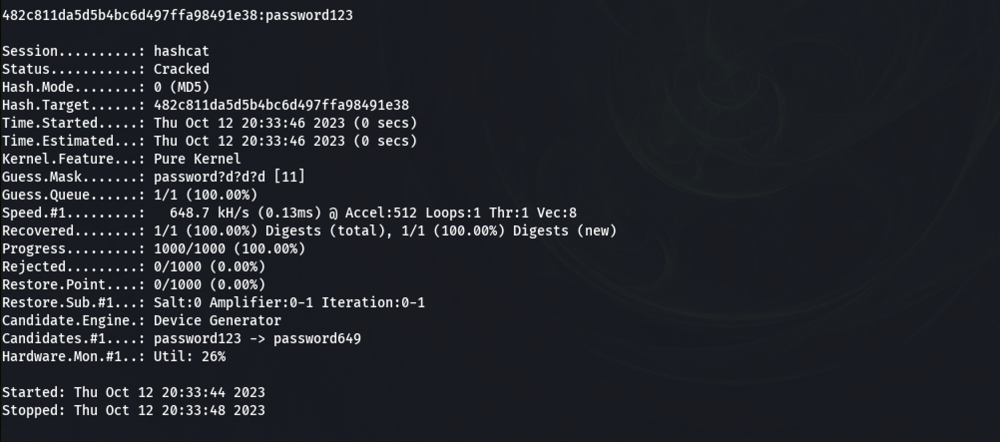 482c811da5d5b4bc6d497ffa98491e38:password123
Session..........: hashcat
Status...........: Cracked
Hash.Mode........: 0 (MD5)
Hash.Target......: 482c811da5d5b4bc6d497ffa98491e38
Time.Started.....: Thu Oct 12 20:33:46 2023 (0 secs)
Time.Estimated...: Thu Oct 12 20:33:46 2023 (0 secs)
Kernel.Feature...: Pure Kernel
Guess.Mask.......: password?d?d?d [11]
Guess.Queue......: 1/1 (100.00%)
Speed.#1.........:   648.7 kH/s (0.13ms) @ Accel:512 Loops:1 Thr:1 Vec:8
Recovered........: 1/1 (100.00%) Digests (total), 1/1 (100.00%) Digests (new)
Progress.........: 1000/1000 (100.00%)
Rejected.........: 0/1000 (0.00%)
Restore.Point....: 0/1000 (0.00%)
Restore.Sub.#1...: Salt:0 Amplifier:0-1 Iteration:0-1
Candidate.Engine.: Device Generator
Candidates.#1....: password123 -> password649
Hardware.Mon.#1..: Util: 26%
Started: Thu Oct 12 20:33:44 2023
Stopped: Thu Oct 12 20:33:48 2023